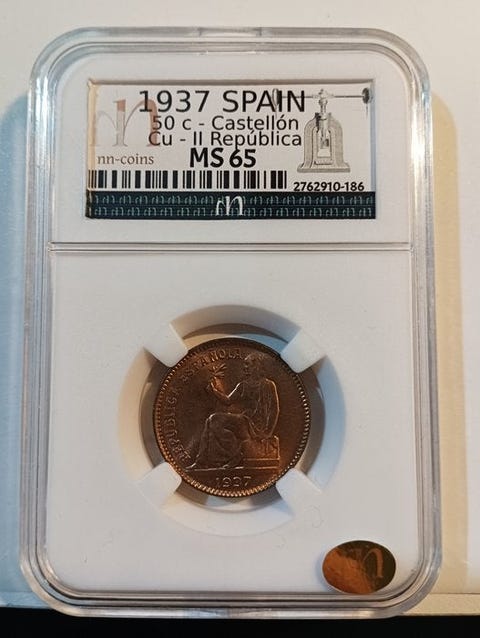 1937 SPAIN
50 c - Castellón
Cu - II República
nn-coins
MS 65
2762910-186
REPUBLICA ESPAÑOLA
1937